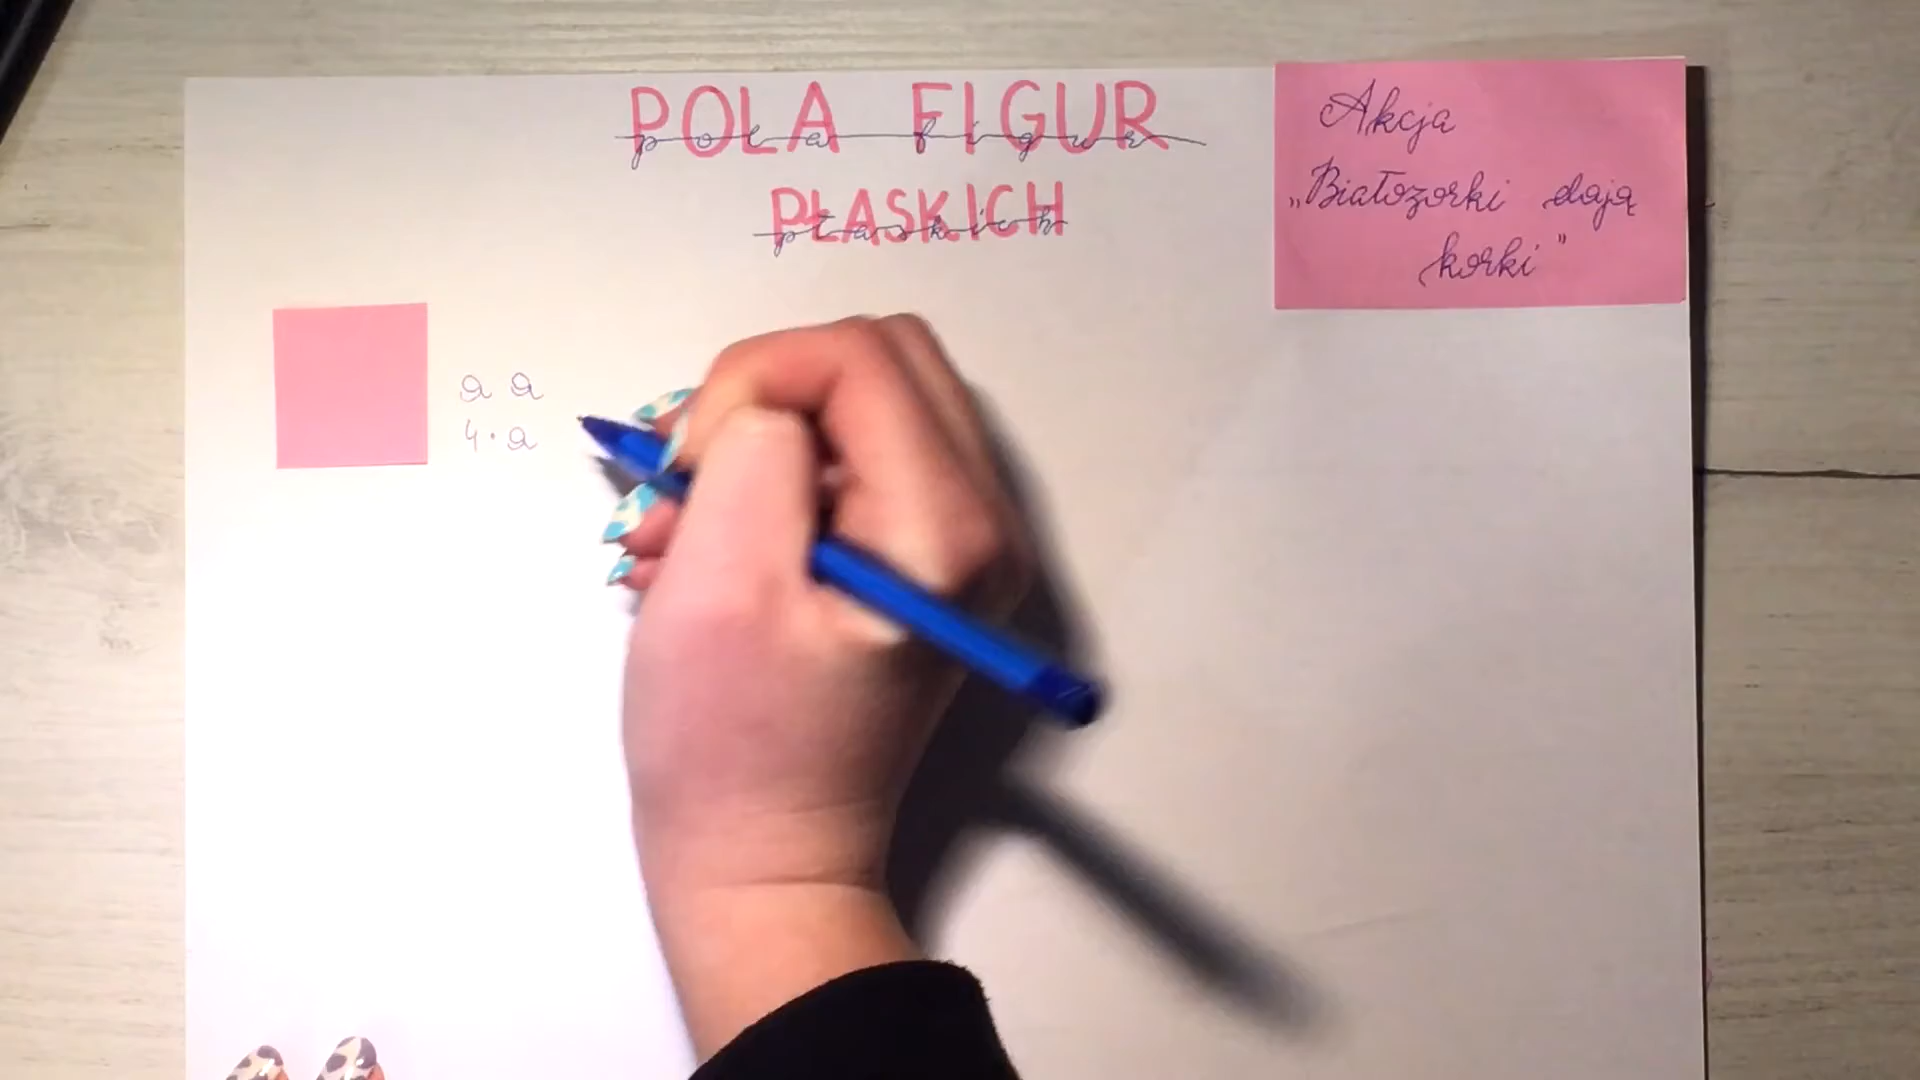 POLA FIGUR
pola figur
PŁASKICH
płaskich
Akcja
„Białozorki dają
korki"
a a
4·a